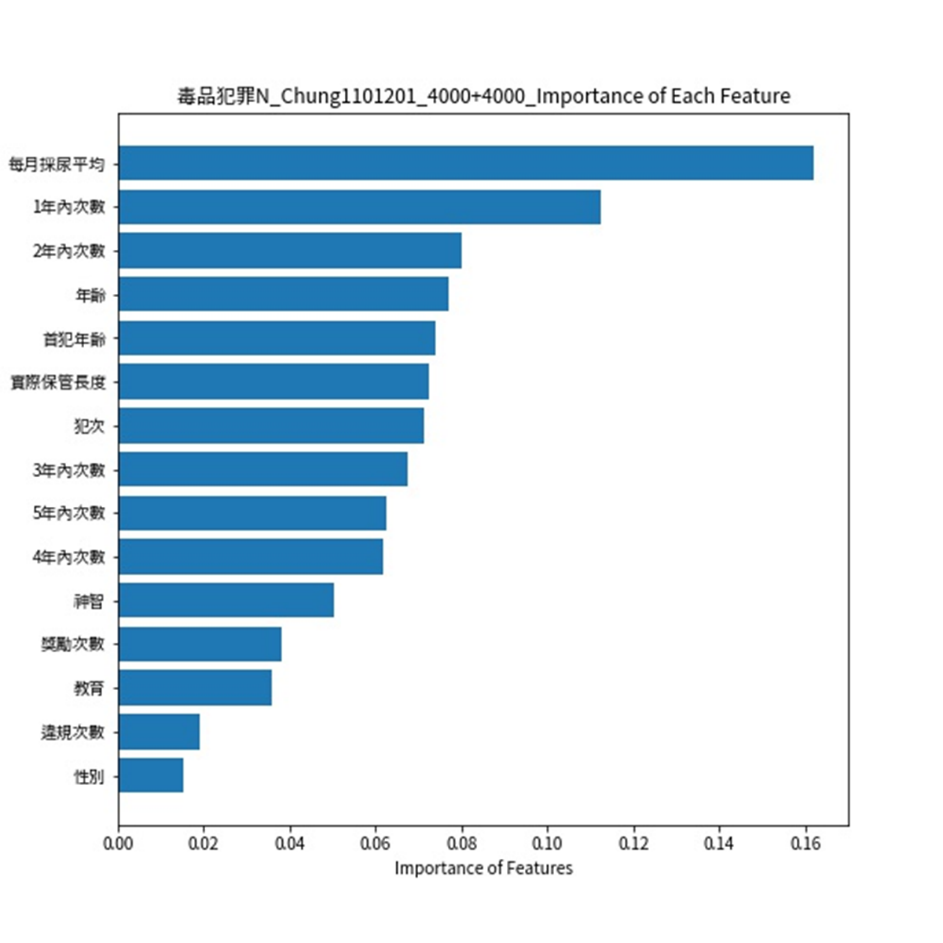 毒品犯罪N_Chung1101201_4000+4000_Importance of Each Feature
每月採尿平均
1年內次數
2年內次數
年齡
首犯年齡
實際保管長度
犯次
3年內次數
5年內次數
4年內次數
神智
獎勵次數
教育
違規次數
性別
0.00 0.02 0.04 0.06 0.08 0.10 0.12 0.14 0.16
Importance of Features